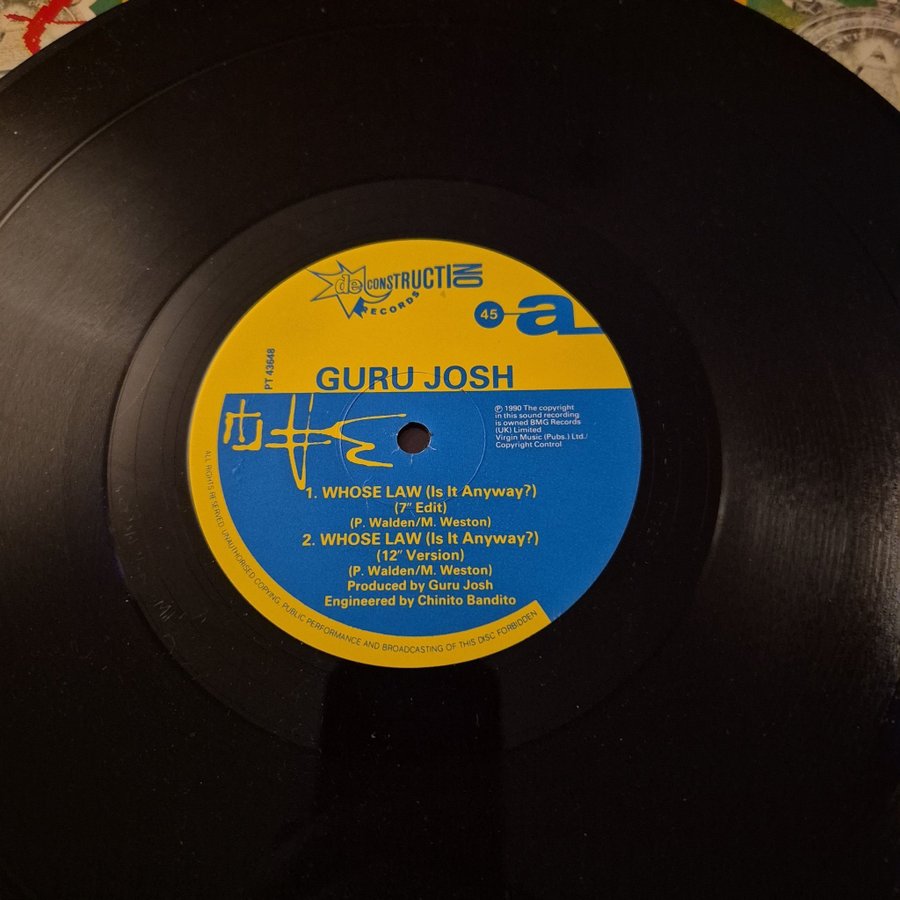 deCONSTRUCTION
RECORDS
45
a
PT 43648
GURU JOSH
℗ 1990 The copyright
in this sound recording
is owned BMG Records
(UK) Limited
Virgin Music (Pubs.) Ltd./
Copyright Control
1. WHOSE LAW (Is It Anyway?)
(7" Edit)
(P. Walden/M. Weston)
2. WHOSE LAW (Is It Anyway?)
(12" Version)
(P. Walden/M. Weston)
Produced by Guru Josh
Engineered by Chinito Bandito
ALL RIGHTS RESERVED. UNAUTHORISED COPYING, PUBLIC PERFORMANCE AND BROADCASTING OF THIS DISC FORBIDDEN